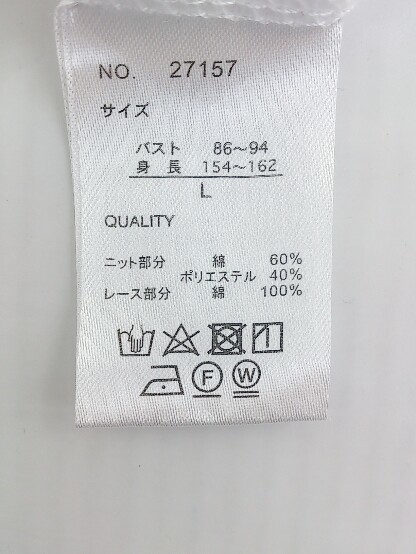 NO. 27157
サイズ
バスト 86～94
身長 154～162
L
QUALITY
ニット部分 綿 60%
ポリエステル 40%
レース部分 綿 100%
F W